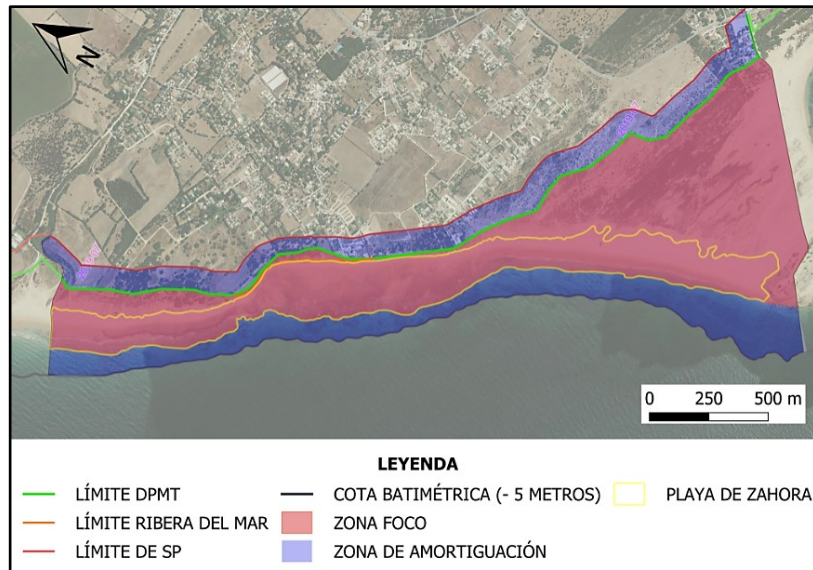 N
0 250 500 m
LEYENDA
LÍMITE DPMT
COTA BATIMÉTRICA (- 5 METROS)
PLAYA DE ZAHORA
LÍMITE RIBERA DEL MAR
ZONA FOCO
LÍMITE DE SP
ZONA DE AMORTIGUACIÓN